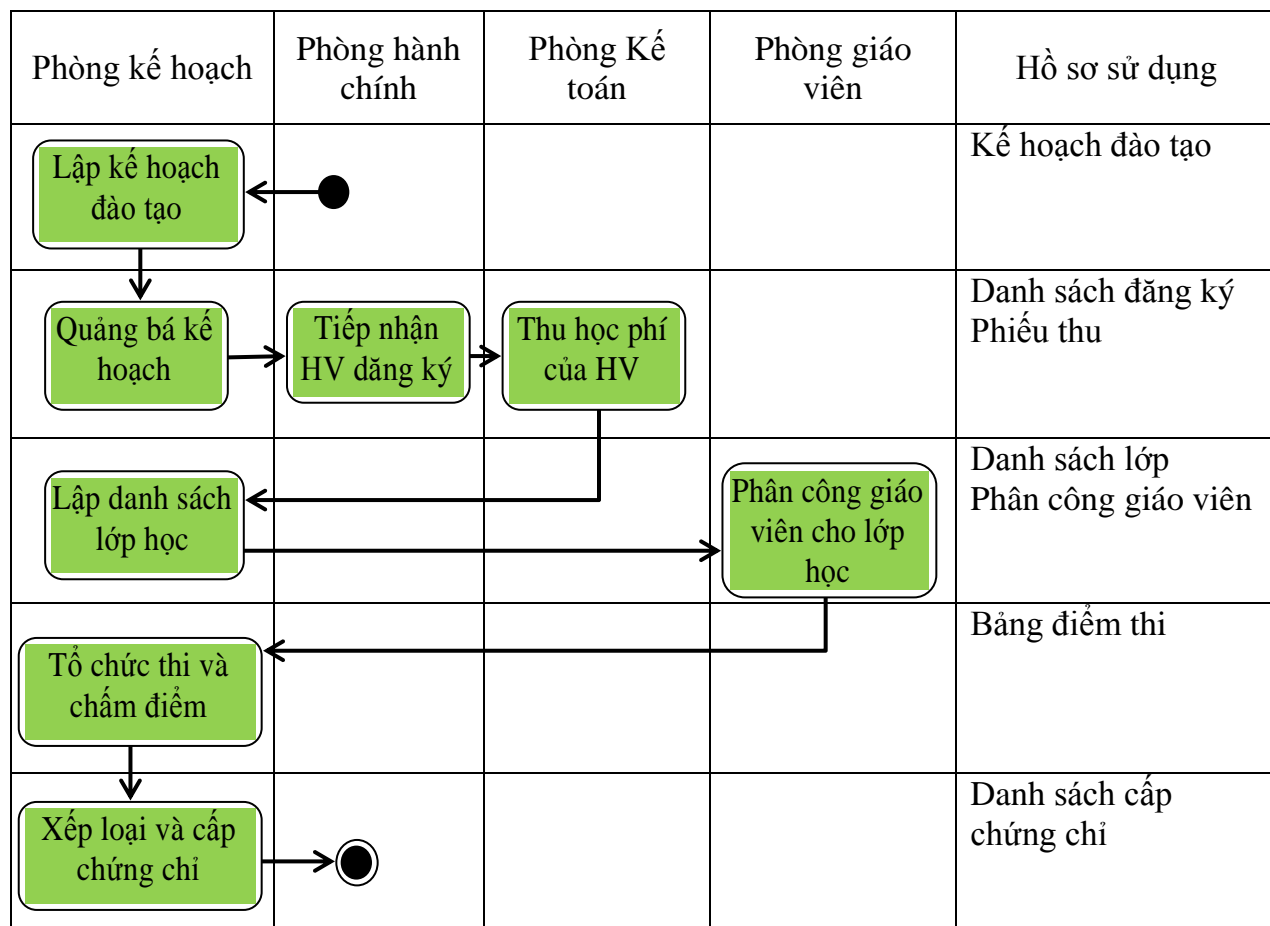 Phòng kế hoạch
Phòng hành
chính
Phòng Kế
toán
Phòng giáo
viên
Hồ sơ sử dụng
Lập kế hoạch
đào tạo
Kế hoạch đào tạo
Quảng bá kế
hoạch
Tiếp nhận
HV dăng ký
Thu học phí
của HV
Danh sách đăng ký
Phiếu thu
Lập danh sách
lớp học
Phân công giáo
viên cho lớp
học
Danh sách lớp
Phân công giáo viên
Tổ chức thi và
chấm điểm
Bảng điểm thi
Xếp loại và cấp
chứng chỉ
Danh sách cấp
chứng chỉ